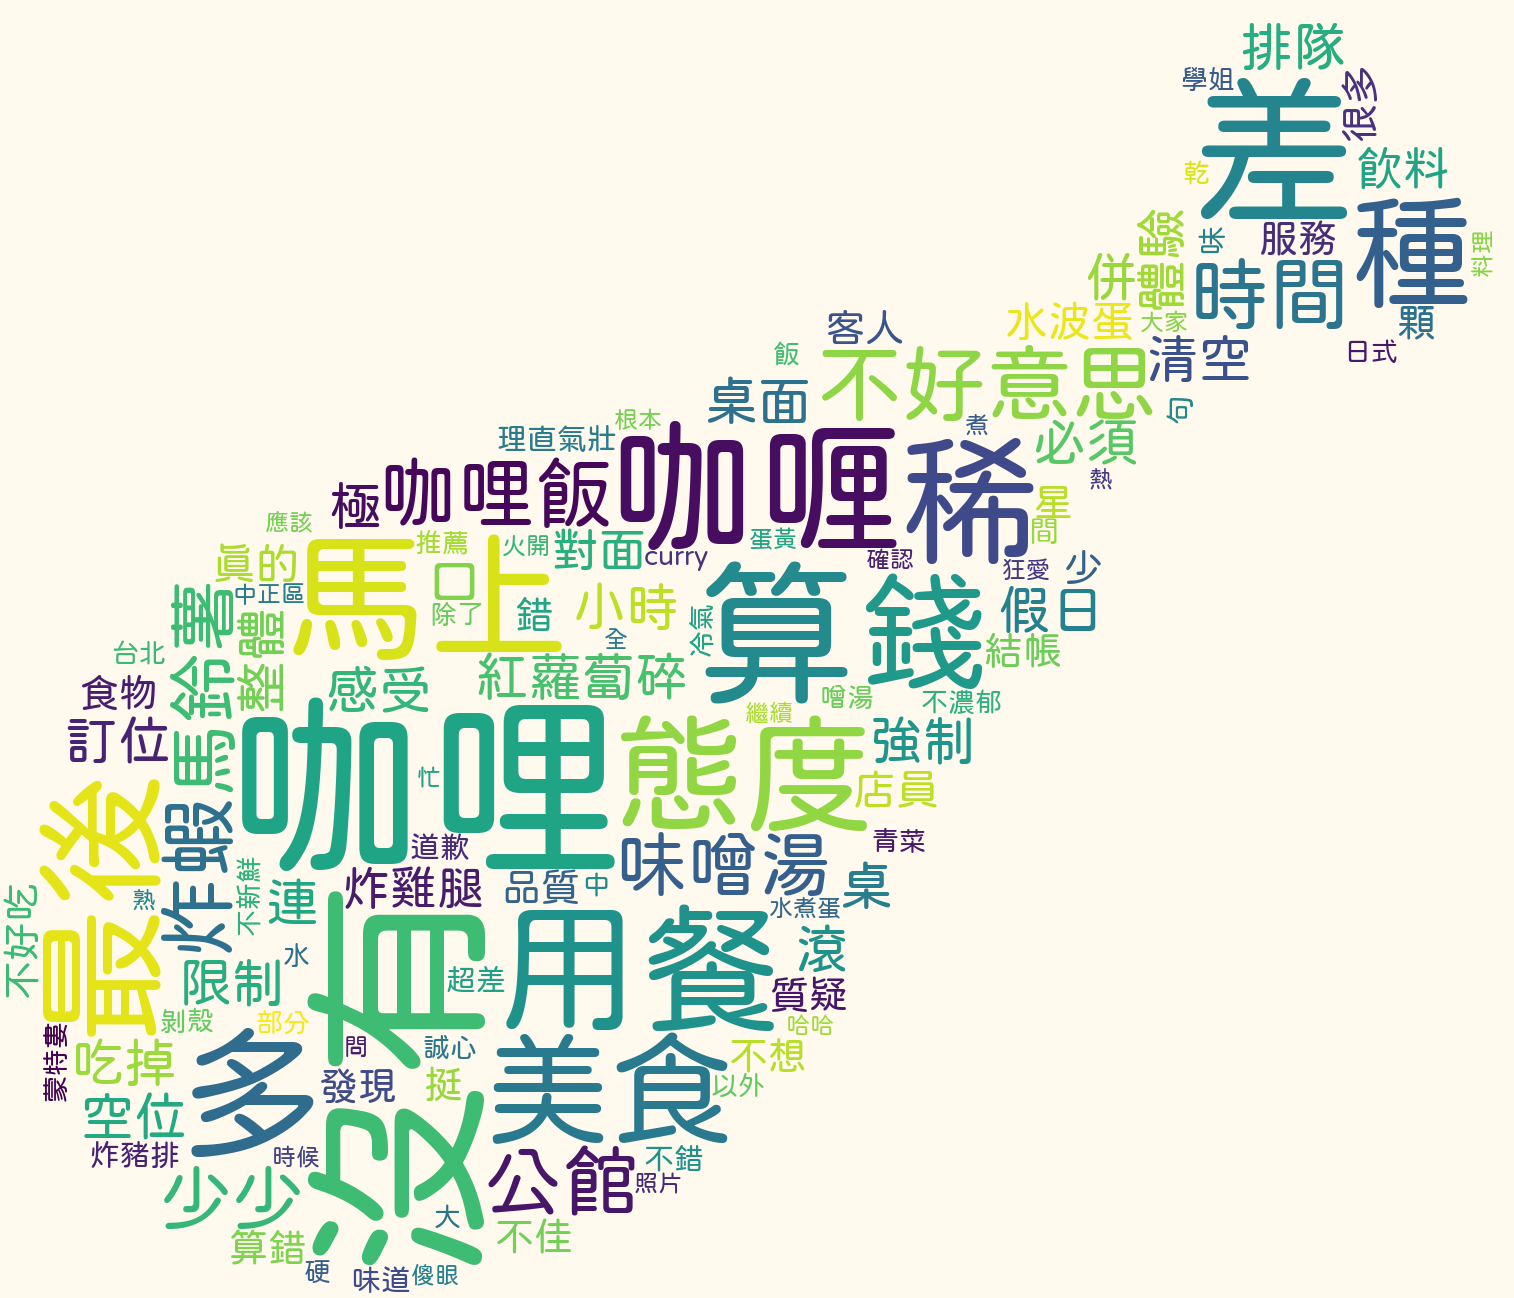 排隊
學姐
很多
差
飲料
乾
種
體驗
味
服務
料理
併
時間
水波蛋
大家
顆
客人
清空
日式
飯
不好意思
桌面
句
根本
咖喱
煮
必須
理直氣壯
稀
咖哩飯
熱
極
星
應該
間
推薦
火開
對面
蛋黃
curry
確認
真的
馬上
狂愛
少
中正區
小時
算錢
假日
馬鈴薯
除了
錯
冷氣
整體
全
結帳
台北
紅蘿蔔碎
感受
食物
噌湯
不濃郁
訂位
咖哩
繼續
態度
強制
忙
店員
最後
炸蝦
道歉
味噌湯
青菜
不新鮮
炸雞腿
品質
中
桌
連
熟
水煮蛋
不好吃
沒有
用餐
滾
水
限制
超差
質疑
剝殼
部分
哈哈
蒙特婁
多
問
誠心
美食
不想
吃掉
發現
挺
以外
空位
炸豬排
時候
公館
不錯
少少
照片
大
不佳
算錯
硬
味道
傻眼